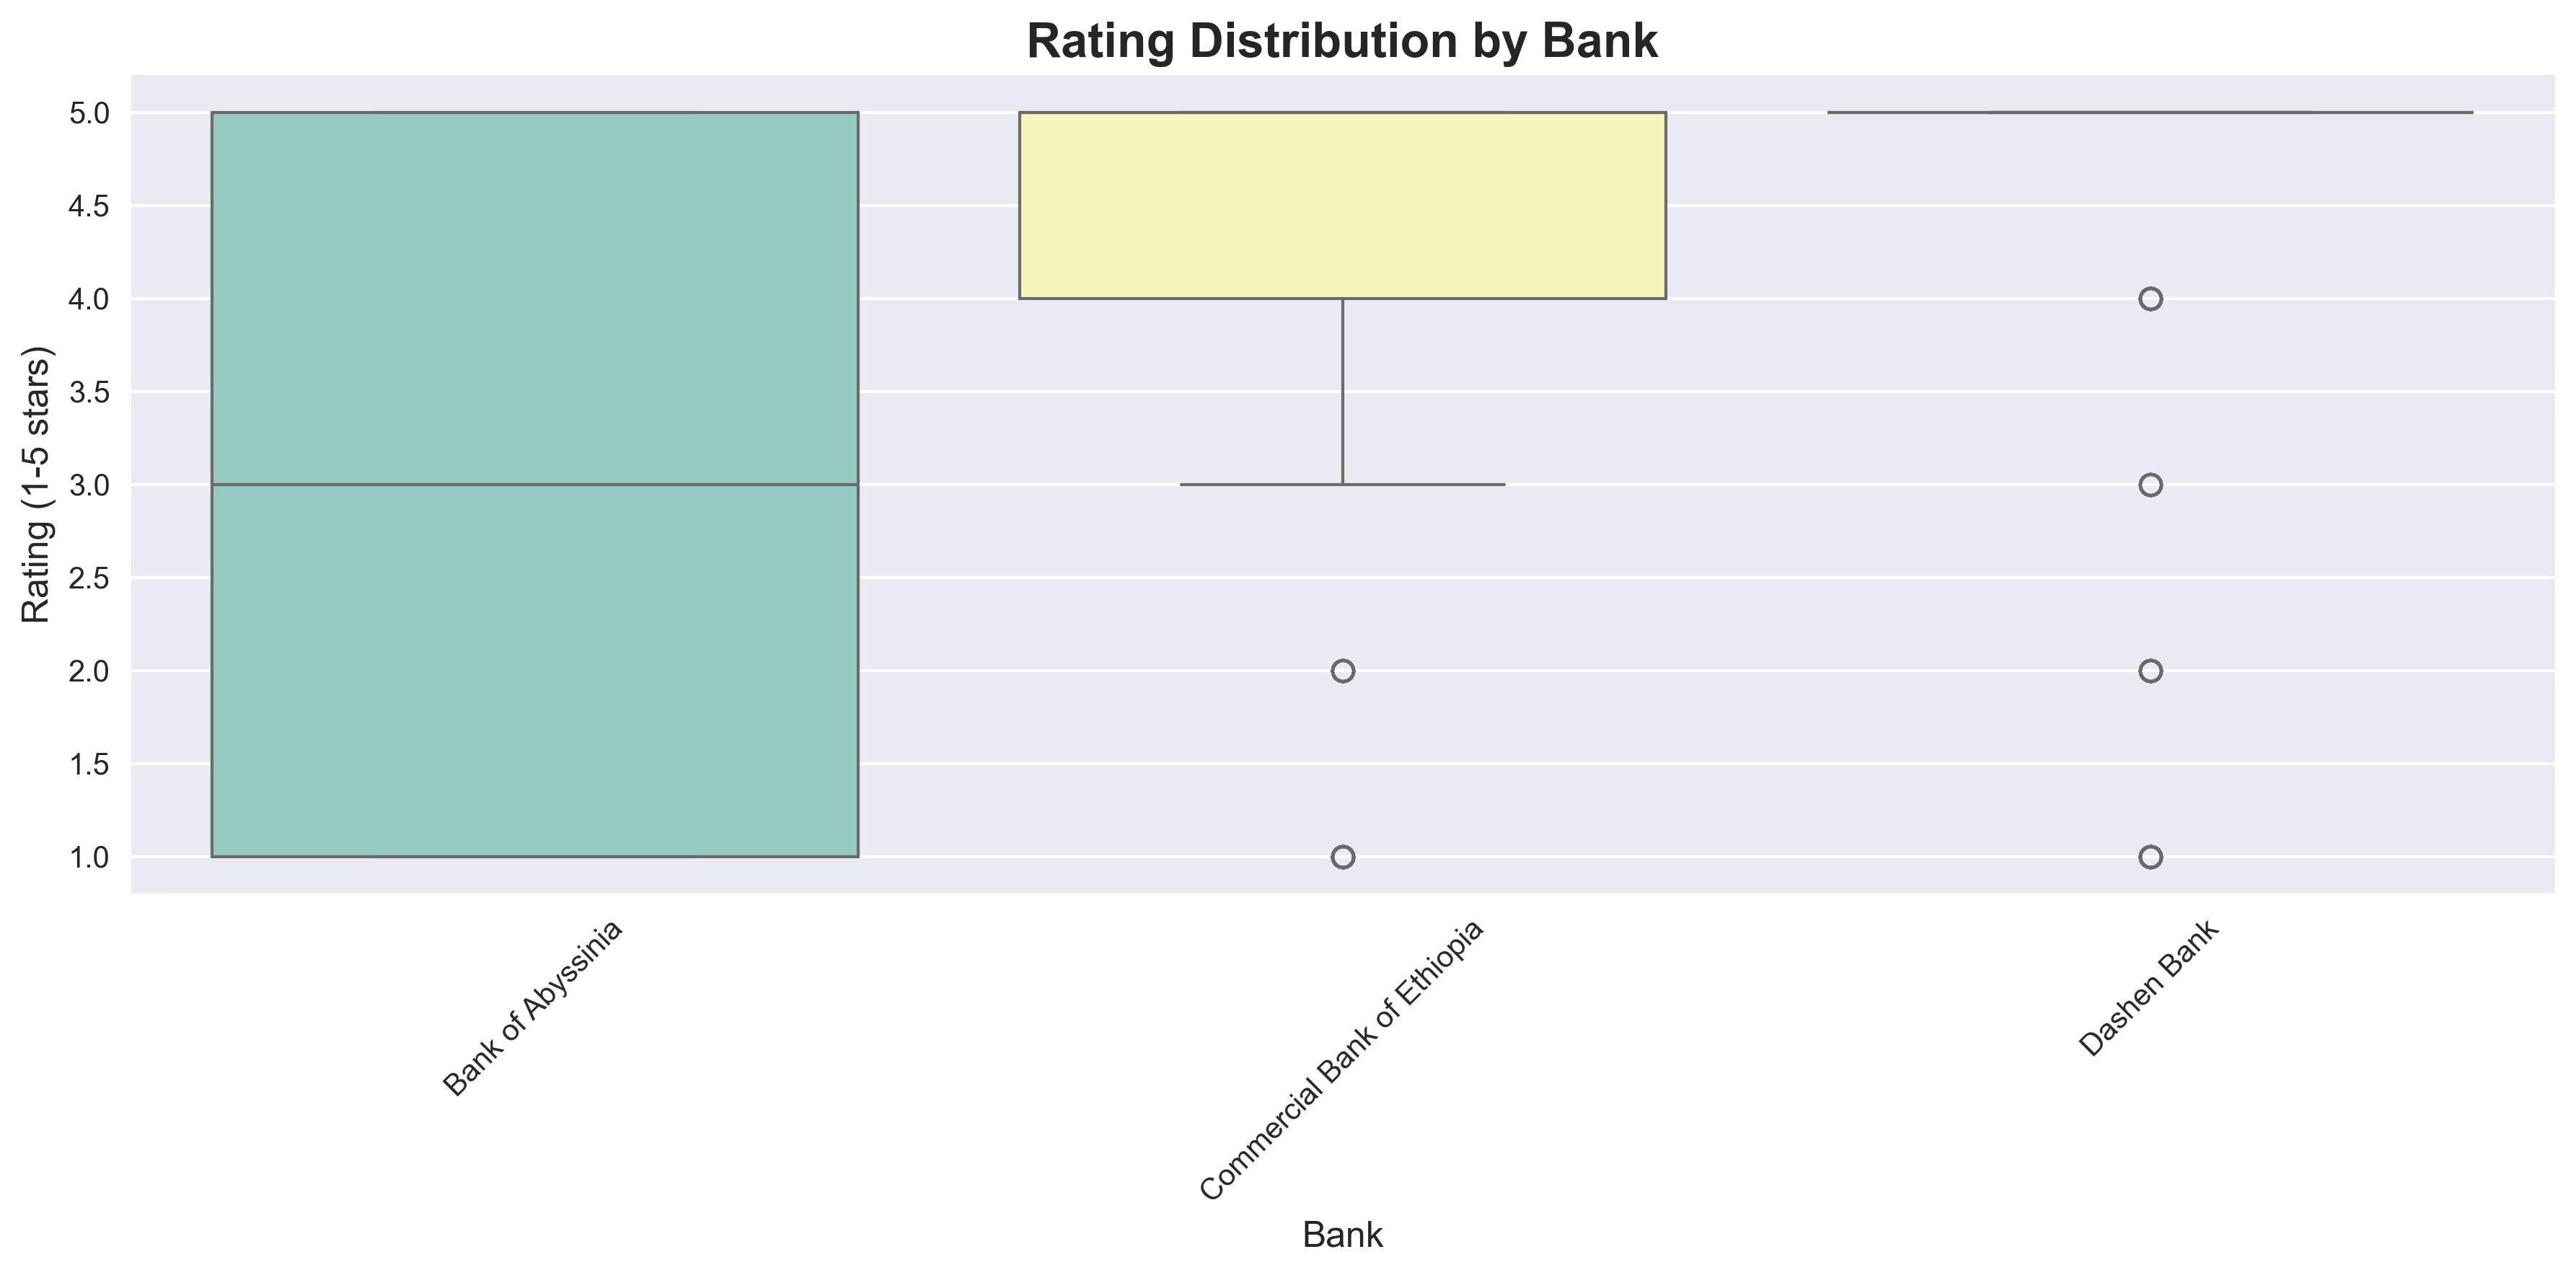 Rating Distribution by Bank
Rating (1-5 stars)
5.0
4.5
4.0
3.5
3.0
2.5
2.0
1.5
1.0
Bank of Abyssinia
Commercial Bank of Ethiopia
Dashen Bank
Bank